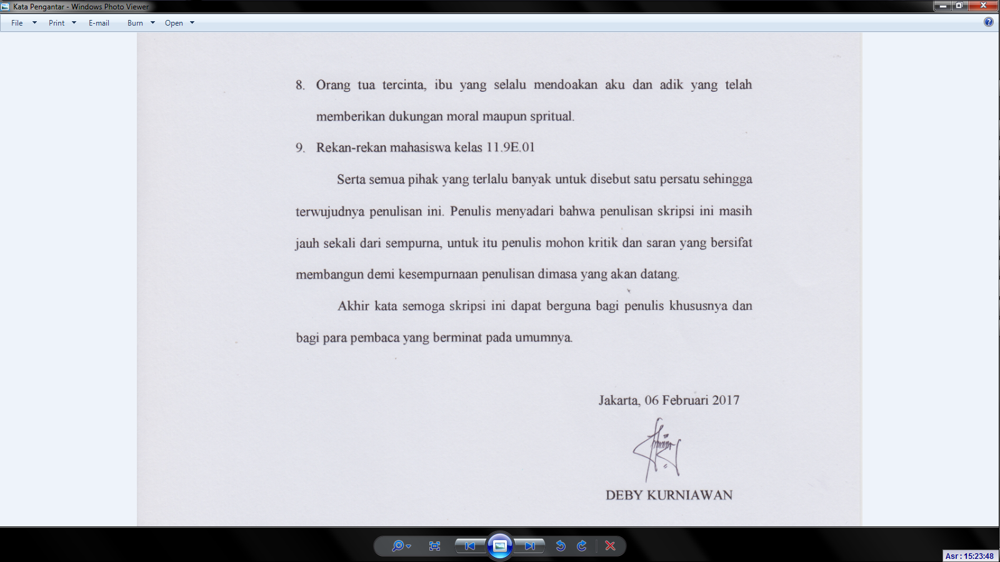 Kata Pengantar - Windows Photo Viewer
File Print E-mail Burn Open
8. Orang tua tercinta, ibu yang selalu mendoakan aku dan adik yang telah
memberikan dukungan moral maupun spritual.
9. Rekan-rekan mahasiswa kelas 11.9E.01
Serta semua pihak yang terlalu banyak untuk disebut satu persatu sehingga
terwujudnya penulisan ini. Penulis menyadari bahwa penulisan skripsi ini masih
jauh sekali dari sempurna, untuk itu penulis mohon kritik dan saran yang bersifat
membangun demi kesempurnaan penulisan dimasa yang akan datang.
Akhir kata semoga skripsi ini dapat berguna bagi penulis khususnya dan
bagi para pembaca yang berminat pada umumnya.
Jakarta, 06 Februari 2017
DEBY KURNIAWAN
Asr : 15:23:48